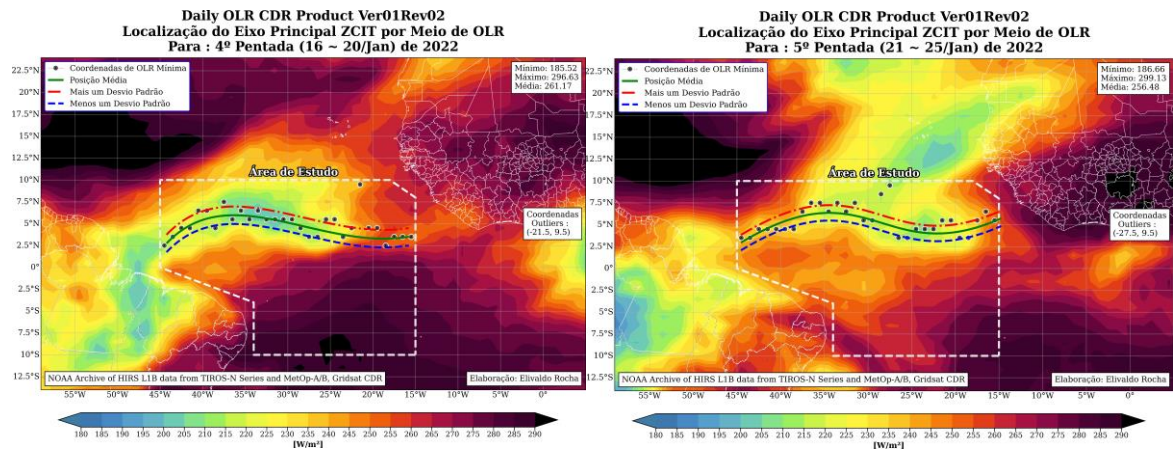 Daily OLR CDR Product Ver01Rev02
Localização do Eixo Principal ZCIT por Meio de OLR
Para : 4º Pentada (16 ~ 20/Jan) de 2022
22.5°N
20°N
17.5°N
15°N
12.5°N
10°N
7.5°N
5°N
2.5°N
0°
2.5°S
5°S
7.5°S
10°S
12.5°S
Coordenadas de OLR Mínima
Posição Média
Mais um Desvio Padrão
Menos um Desvio Padrão
Mínimo: 185.52
Máximo: 296.63
Média: 261.17
Área de Estudo
Coordenadas
Outliers :
(-21.5, 9.5)
NOAA Archive of HIRS L1B data from TIROS-N Series and MetOp-A/B, Gridsat CDR
Elaboração: Elivaldo Rocha
55°W 50°W 45°W 40°W 35°W 30°W 25°W 20°W 15°W 10°W 5°W 0°
180 185 190 195 200 205 210 215 220 225 230 235 240 245 250 255 260 265 270 275 280 285 290
[W/m²]
Daily OLR CDR Product Ver01Rev02
Localização do Eixo Principal ZCIT por Meio de OLR
Para : 5º Pentada (21 ~ 25/Jan) de 2022
22.5°N
20°N
17.5°N
15°N
12.5°N
10°N
7.5°N
5°N
2.5°N
0°
2.5°S
5°S
7.5°S
10°S
12.5°S
Coordenadas de OLR Mínima
Posição Média
Mais um Desvio Padrão
Menos um Desvio Padrão
Mínimo: 186.66
Máximo: 299.13
Média: 256.48
Área de Estudo
Coordenadas
Outliers :
(-27.5, 9.5)
NOAA Archive of HIRS L1B data from TIROS-N Series and MetOp-A/B, Gridsat CDR
Elaboração: Elivaldo Rocha
55°W 50°W 45°W 40°W 35°W 30°W 25°W 20°W 15°W 10°W 5°W 0°
180 185 190 195 200 205 210 215 220 225 230 235 240 245 250 255 260 265 270 275 280 285 290
[W/m²]